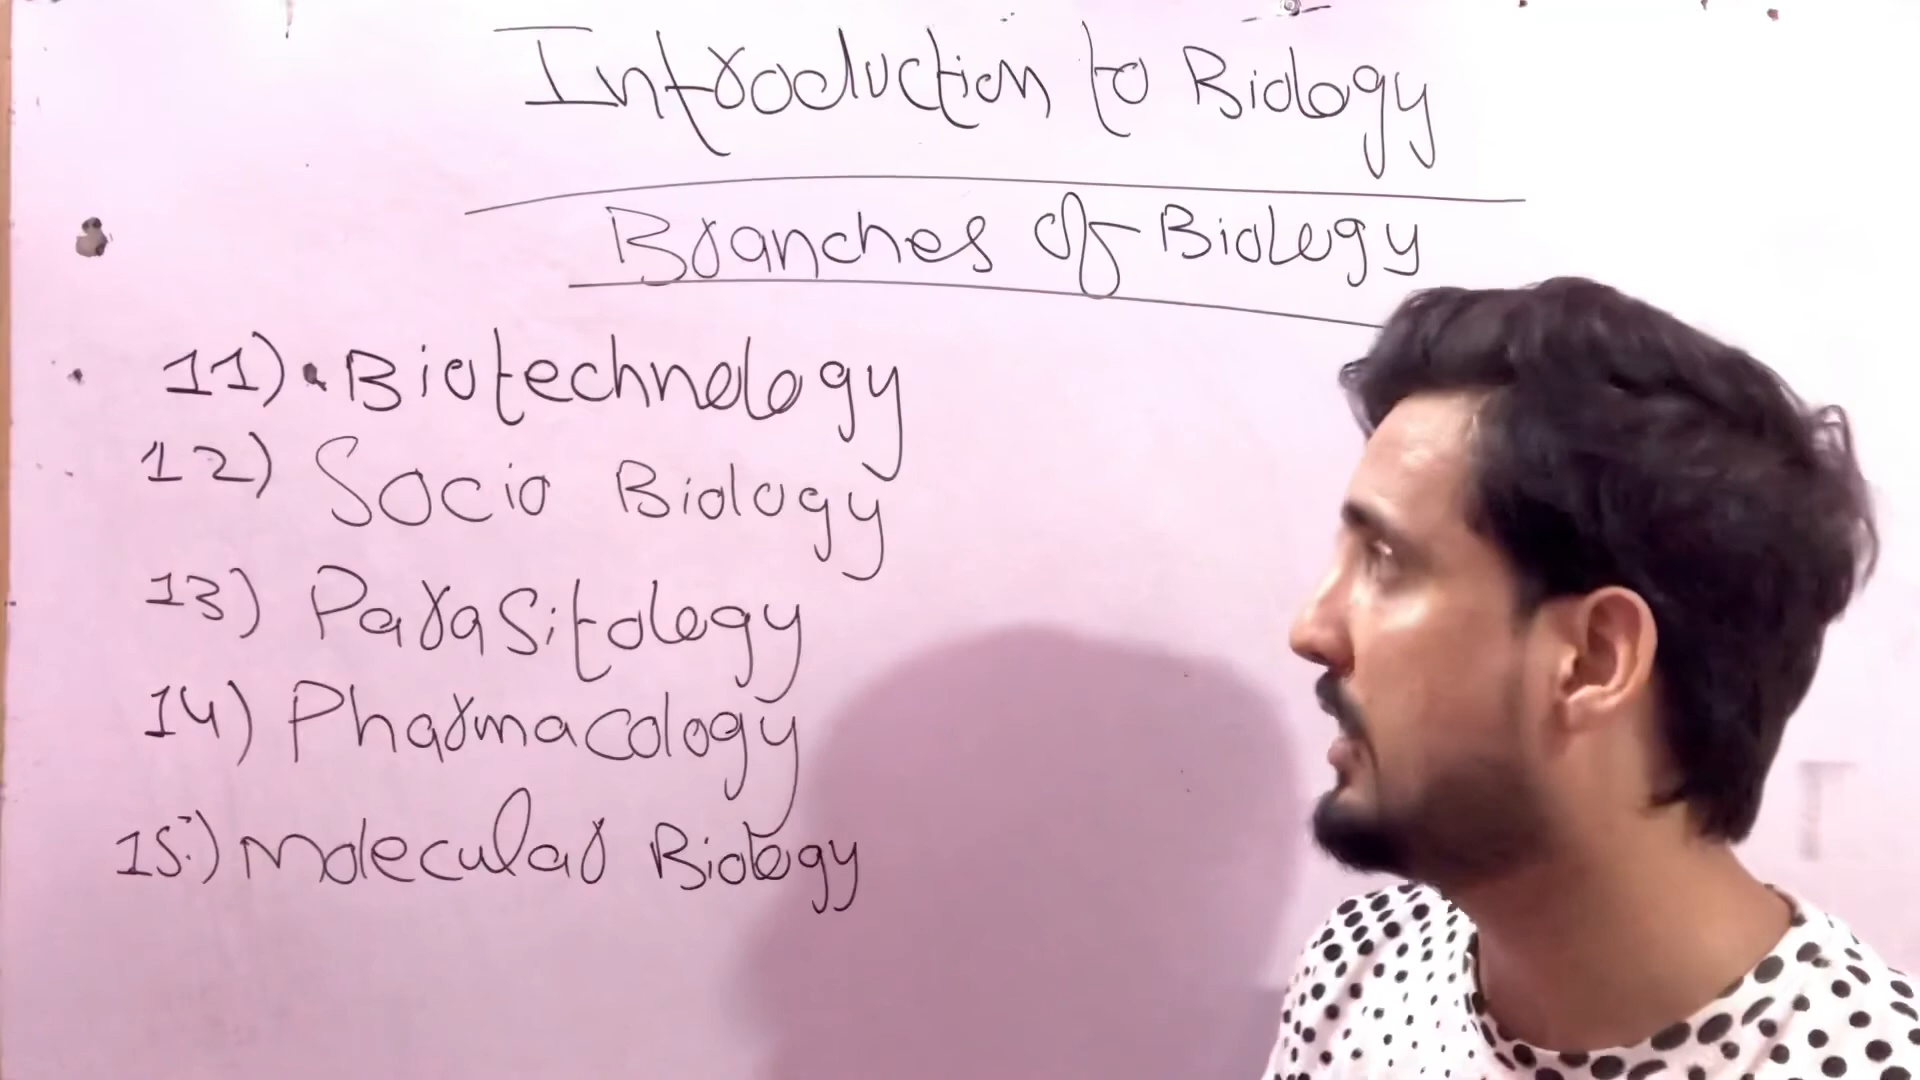 Introduction to Biology
Branches of Biology
11) Biotechnology
12) Socio Biology
13) Parasitology
14) Pharmacology
15) Molecular Biology